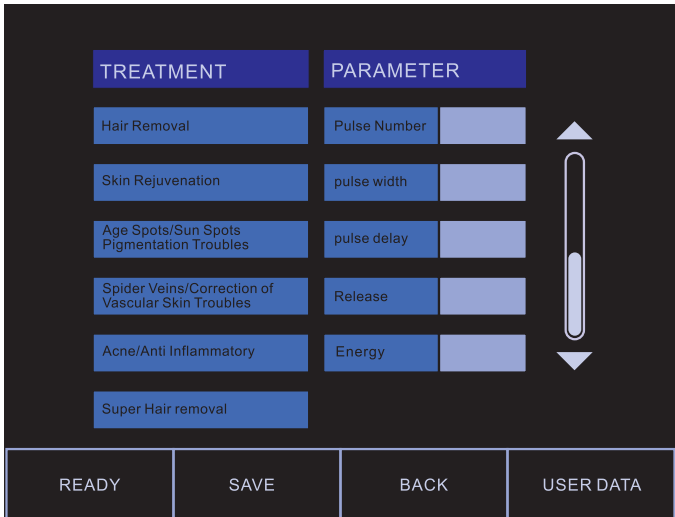 TREATMENT
PARAMETER
Hair Removal
Pulse Number
Skin Rejuvenation
pulse width
Age Spots/Sun Spots
Pigmentation Troubles
pulse delay
Spider Veins/Correction of
Vascular Skin Troubles
Release
Acne/Anti Inflammatory
Energy
Super Hair removal
READY
SAVE
BACK
USER DATA